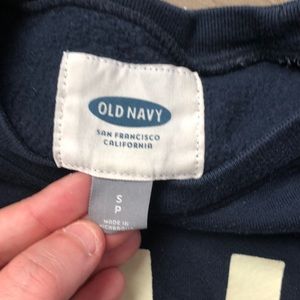 OLD NAVY
SAN FRANCISCO
CALIFORNIA
S
P
MADE IN